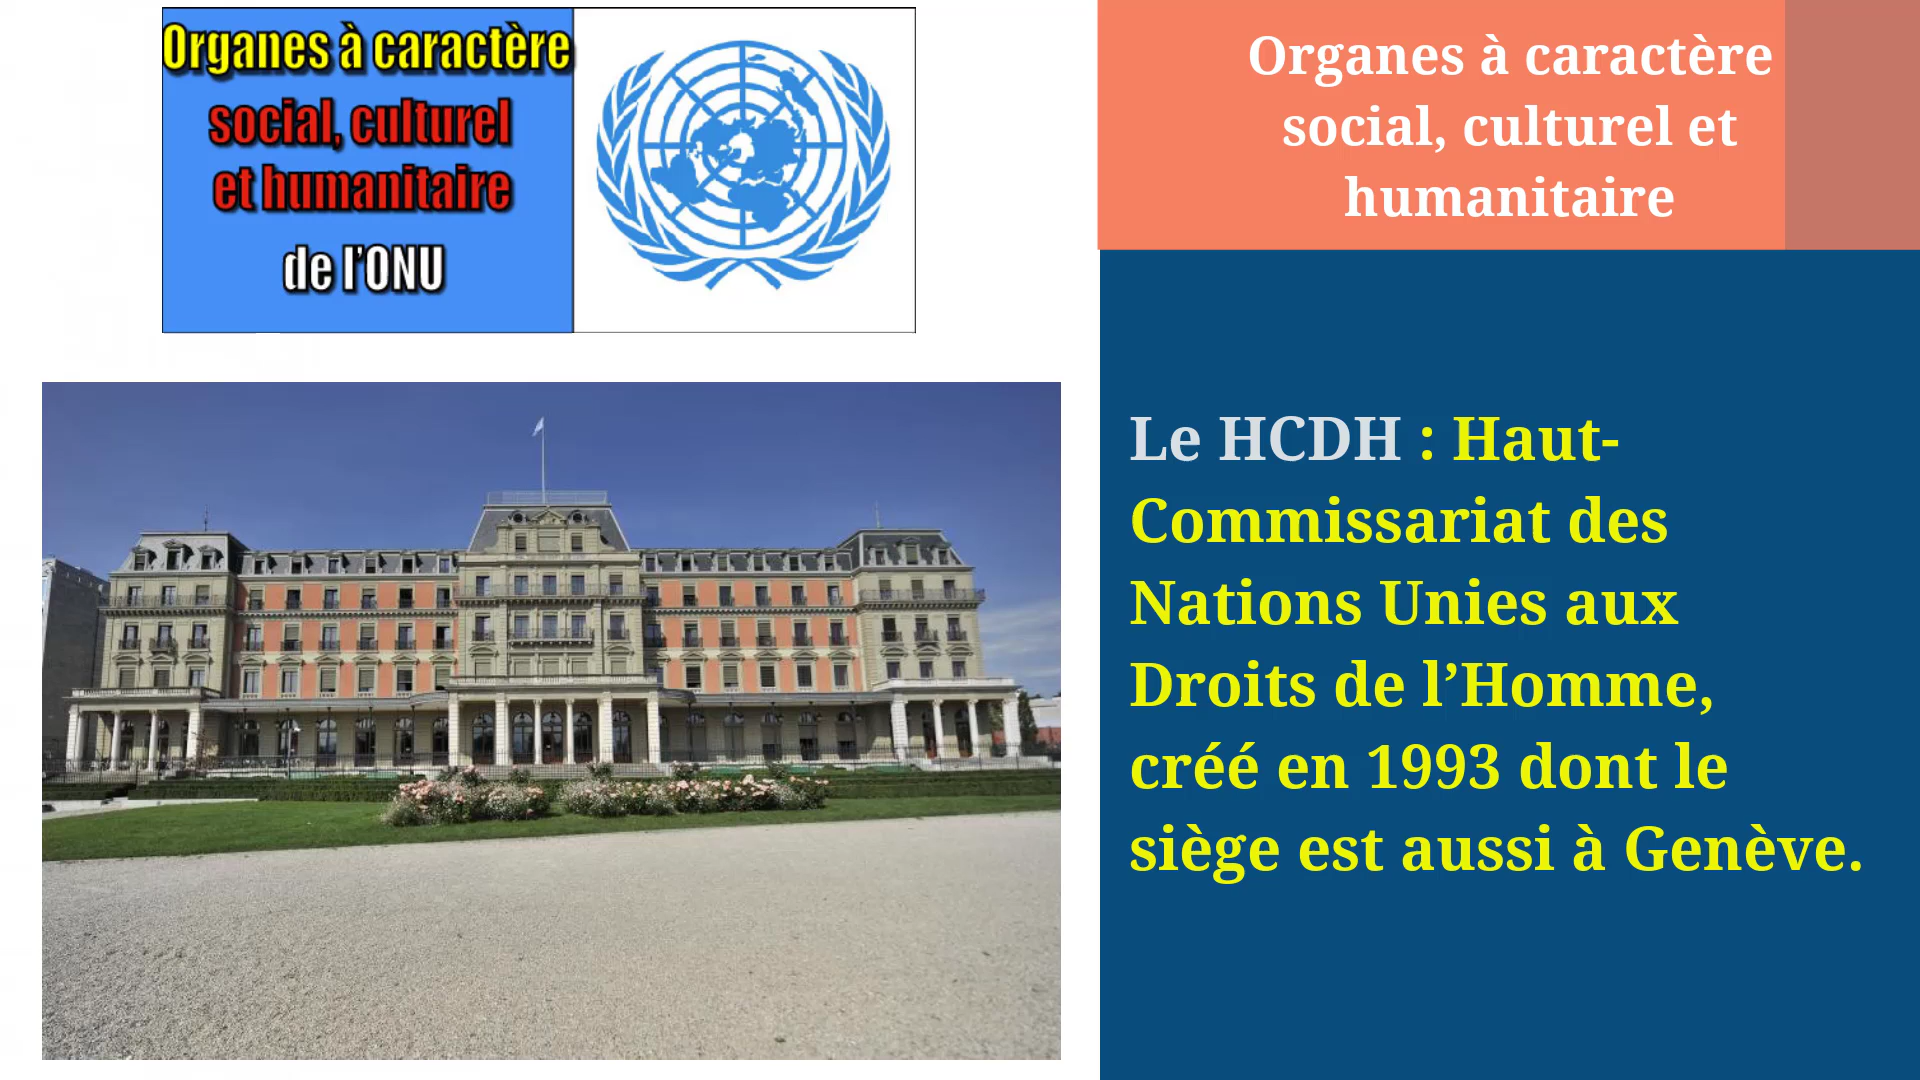 Organes à caractère
social, culturel
et humanitaire
de l'ONU
Organes à caractère
social, culturel et
humanitaire
Le HCDH : Haut-
Commissariat des
Nations Unies aux
Droits de l’Homme,
créé en 1993 dont le
siège est aussi à Genève.